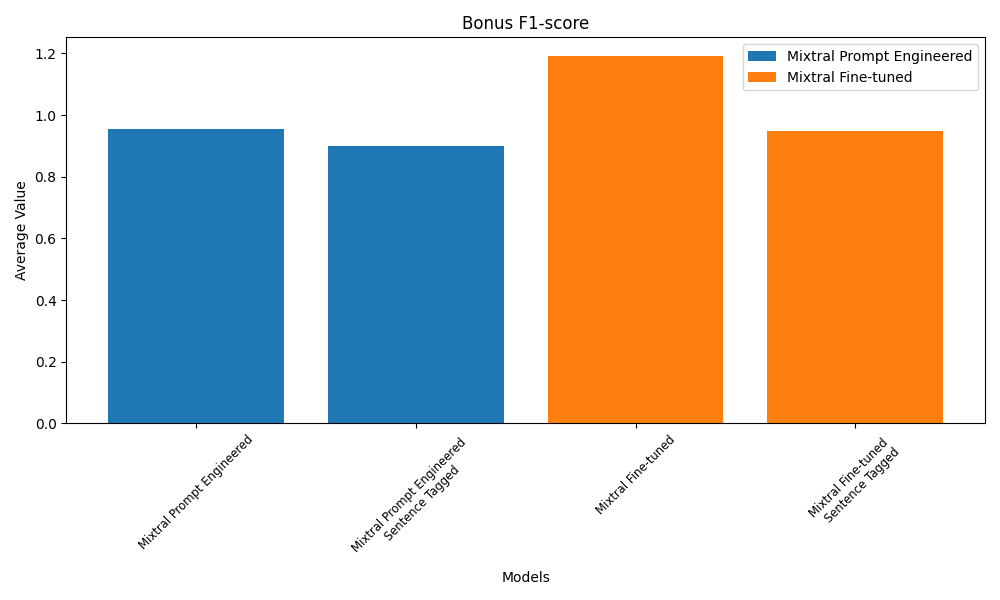 Bonus F1-score
Mixtral Prompt Engineered
Mixtral Fine-tuned
Average Value
1.2
1.0
0.8
0.6
0.4
0.2
0.0
Mixtral Prompt Engineered
Mixtral Prompt Engineered
Sentence Tagged
Mixtral Fine-tuned
Mixtral Fine-tuned
Sentence Tagged
Models